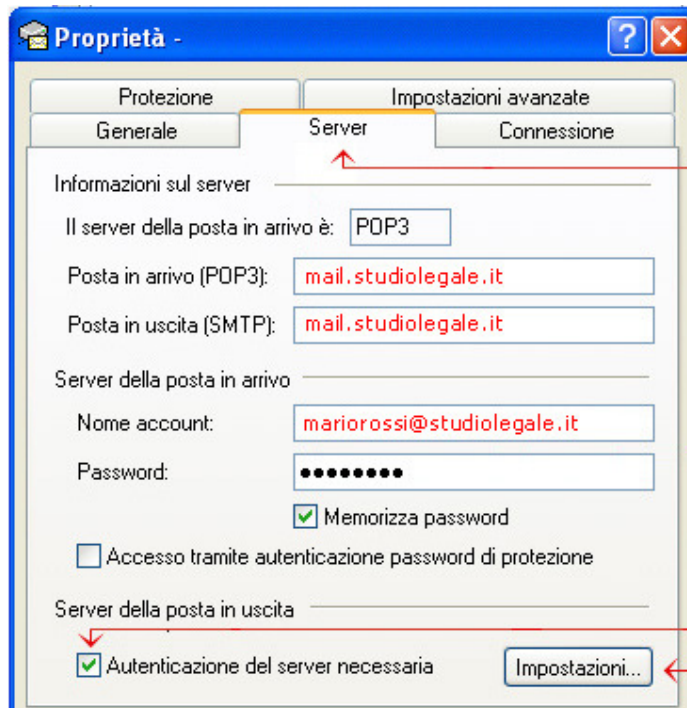 Proprietà -
Protezione Impostazioni avanzate
Generale Server Connessione
Informazioni sul server
Il server della posta in arrivo è: POP3
Posta in arrivo (POP3): mail.studiolegale.it
Posta in uscita (SMTP): mail.studiolegale.it
Server della posta in arrivo
Nome account: mariorossi@studiolegale.it
Password: ●●●●●●●●
Memorizza password
Accesso tramite autenticazione password di protezione
Server della posta in uscita
Autenticazione del server necessaria Impostazioni...